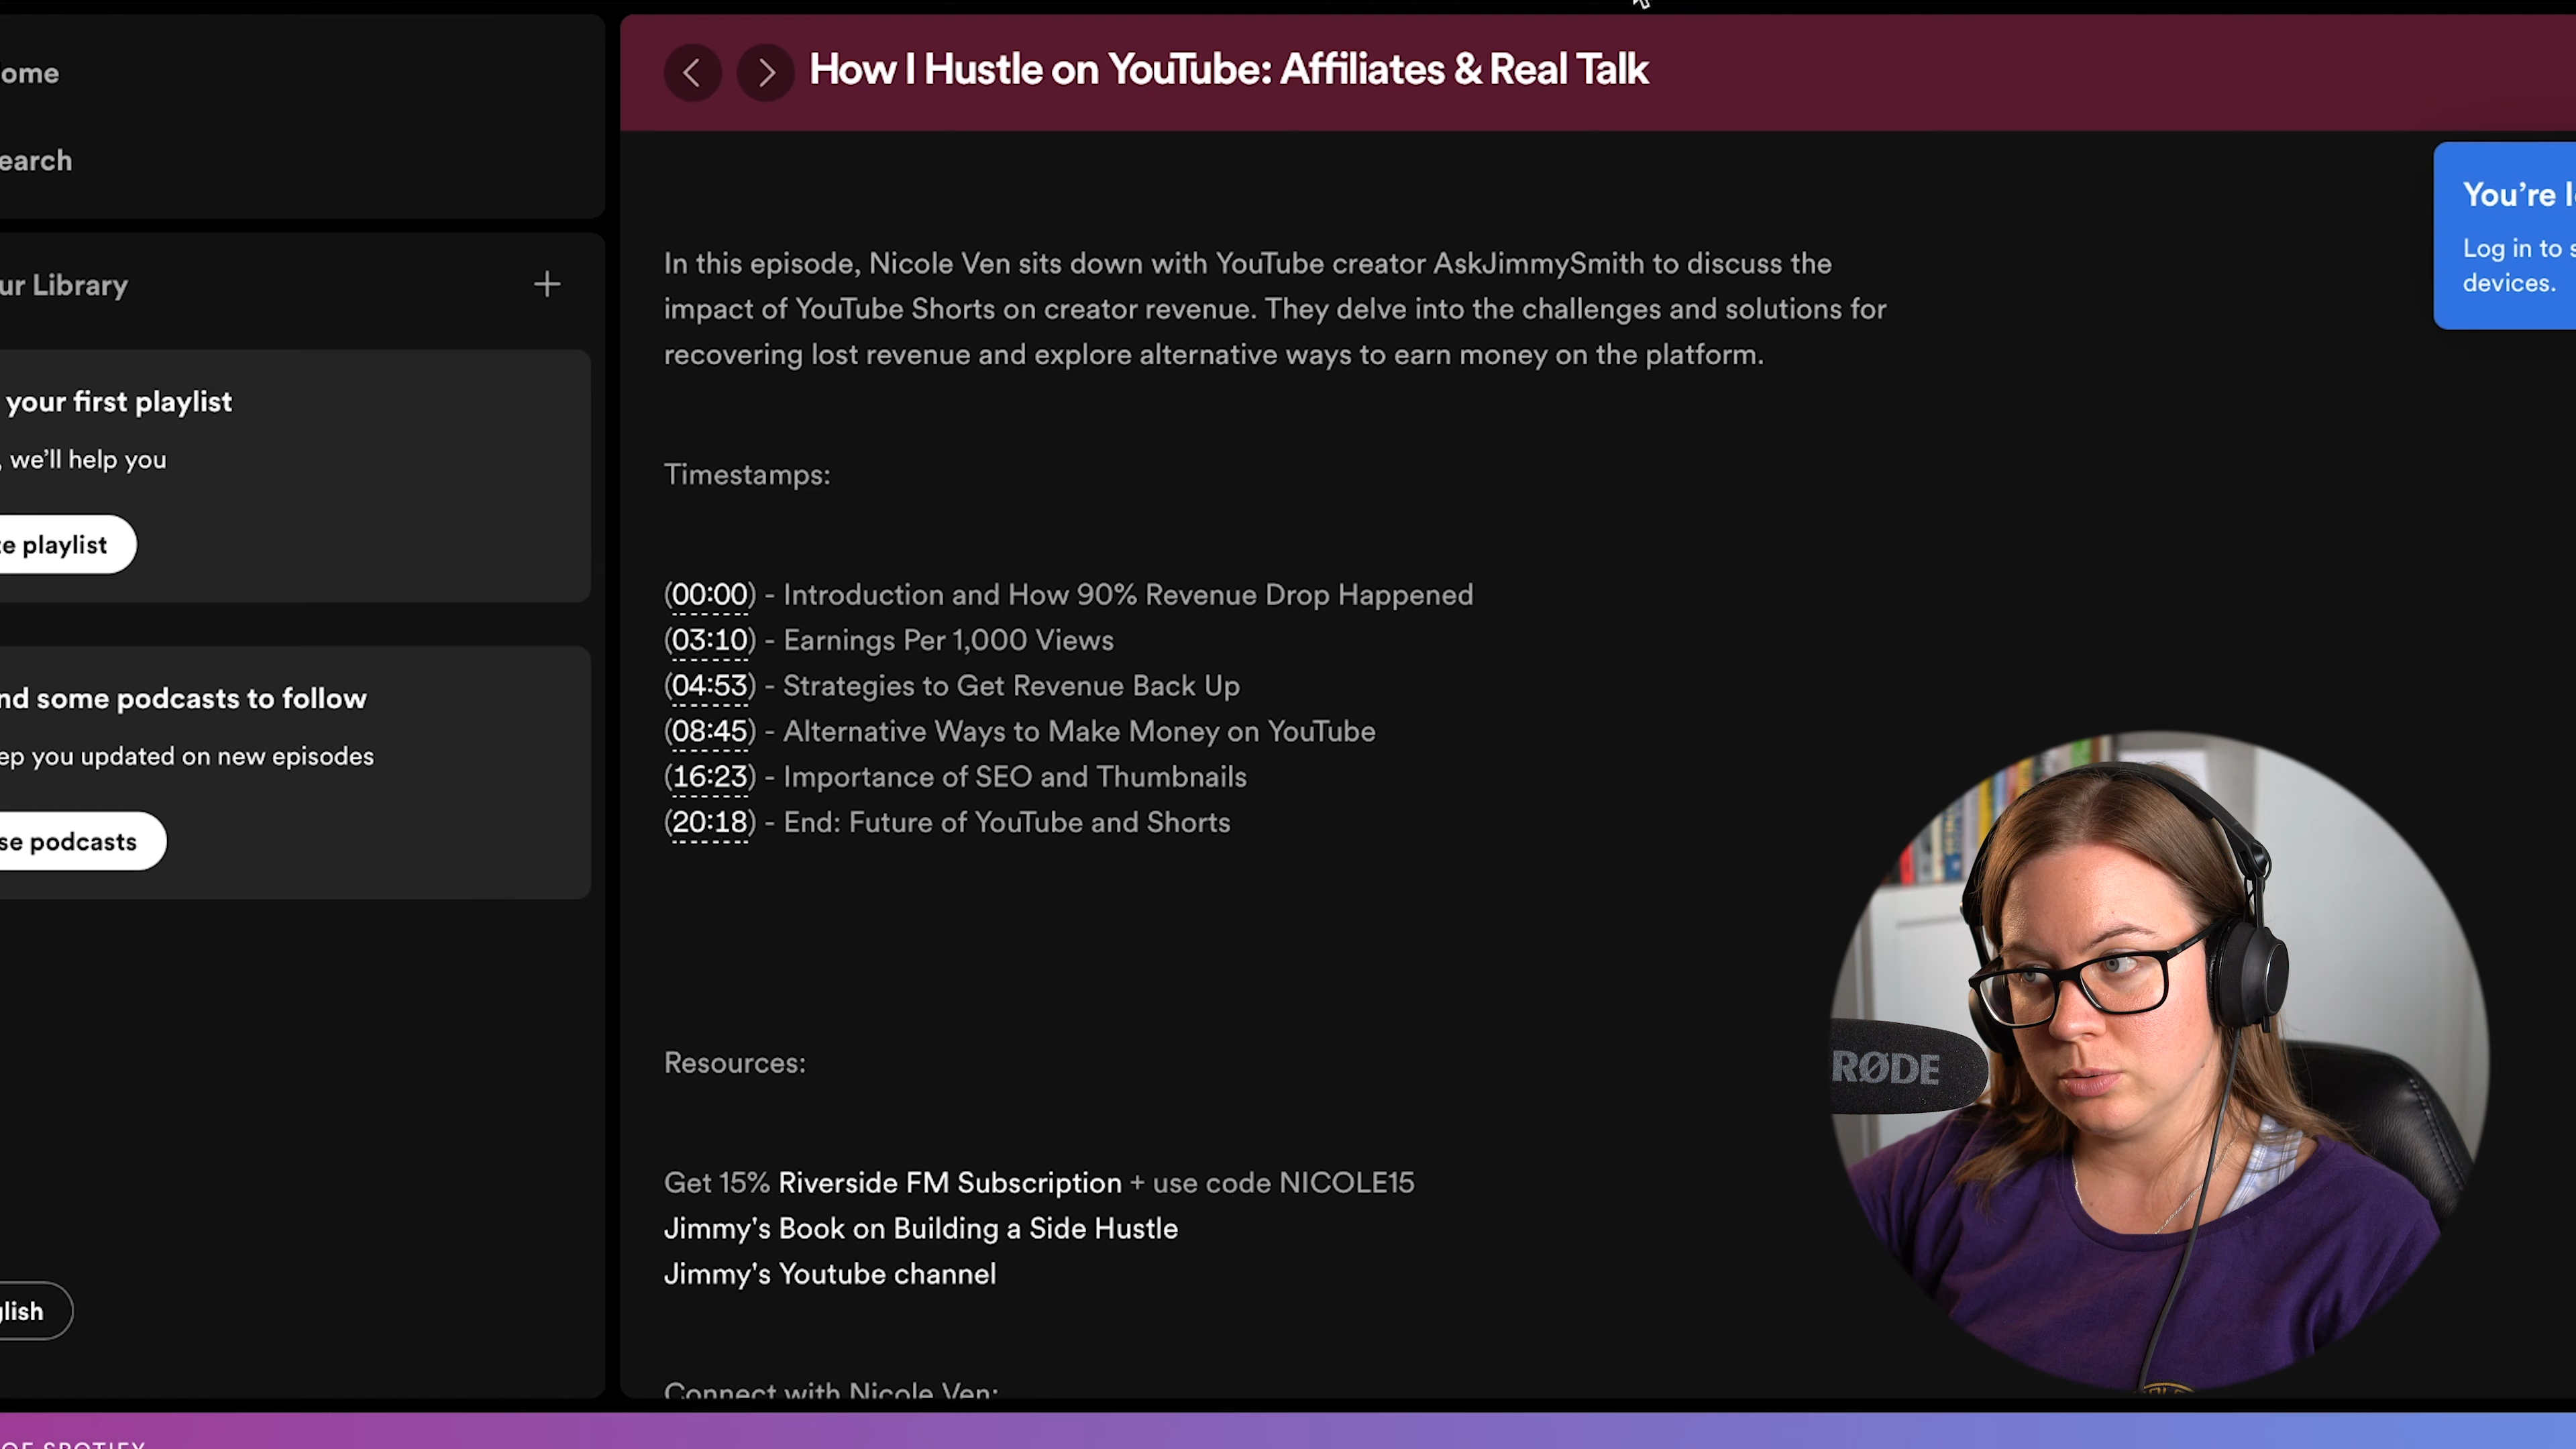 ome
earch
ur Library
your first playlist
, we'll help you
e playlist
nd some podcasts to follow
ep you updated on new episodes
se podcasts
glish
How I Hustle on YouTube: Affiliates & Real Talk
In this episode, Nicole Ven sits down with YouTube creator AskJimmySmith to discuss the
impact of YouTube Shorts on creator revenue. They delve into the challenges and solutions for
recovering lost revenue and explore alternative ways to earn money on the platform.
Timestamps:
(00:00) - Introduction and How 90% Revenue Drop Happened
(03:10) - Earnings Per 1,000 Views
(04:53) - Strategies to Get Revenue Back Up
(08:45) - Alternative Ways to Make Money on YouTube
(16:23) - Importance of SEO and Thumbnails
(20:18) - End: Future of YouTube and Shorts
Resources:
Get 15% Riverside FM Subscription + use code NICOLE15
Jimmy's Book on Building a Side Hustle
Jimmy's Youtube channel
Connect with Nicole Ven:
You're l
Log in to s
devices.
RØDE
OF SPOTIFY